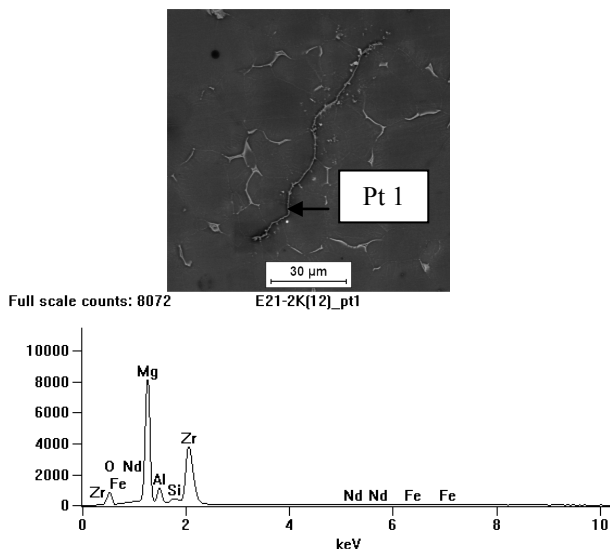 Pt 1
30 µm
Full scale counts: 8072 E21-2K(12)_pt1
10000
8000
6000
4000
2000
0
Mg
Zr
O
Nd
Al
Zr
Fe
Si
Nd Nd Fe Fe
0 2 4 6 8 10
keV